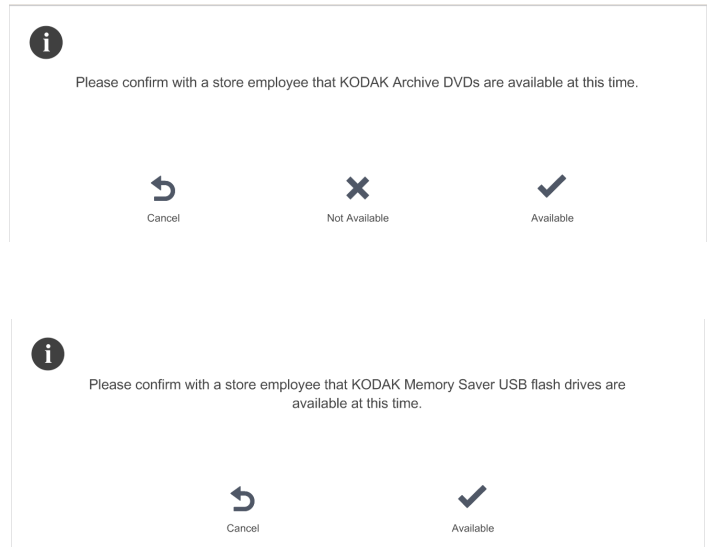 Please confirm with a store employee that KODAK Archive DVDs are available at this time.
Cancel
Not Available
Available
Please confirm with a store employee that KODAK Memory Saver USB flash drives are
available at this time.
Cancel
Available